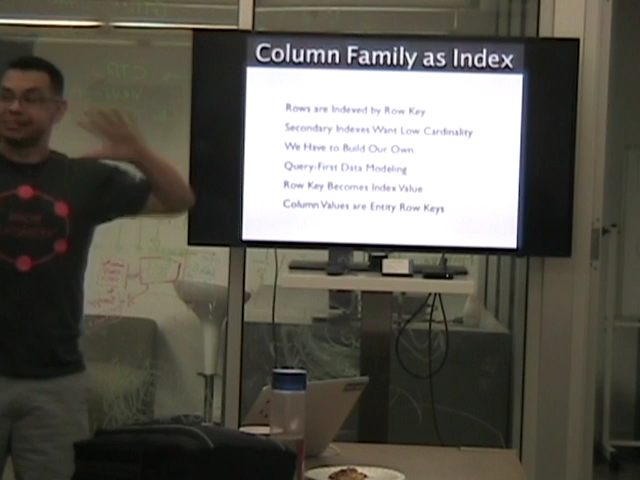 Column Family as Index
Rows are Indexed by Row Key
Secondary Indexes Want Low Cardinality
We Have to Build Our Own
Query-First Data Modeling
Row Key Becomes Index Value
Column Values are Entity Row Keys